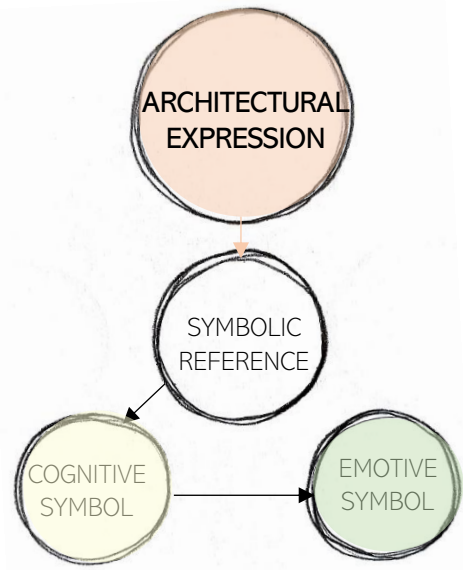 ARCHITECTURAL
EXPRESSION
SYMBOLIC
REFERENCE
COGNITIVE
SYMBOL
EMOTIVE
SYMBOL